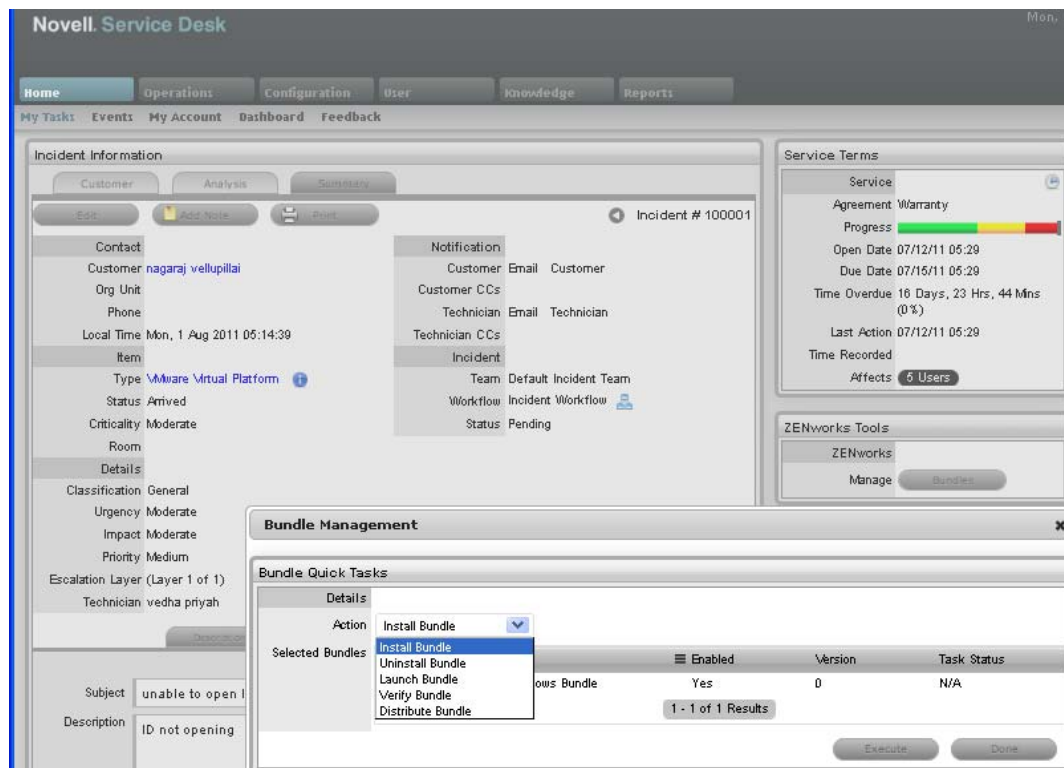 Novell. Service Desk
Mon,
Home Operations Configuration User Knowledge Reports
My Tasks Events My Account Dashboard Feedback
Incident Information
Customer Analysis Summary
Edit Add Note Print Incident # 100001
Contact
Customer nagaraj vellupillai
Org Unit
Phone
Local Time Mon, 1 Aug 2011 05:14:39
Item
Type VMware Virtual Platform
Status Arrived
Criticality Moderate
Room
Details
Classification General
Urgency Moderate
Impact Moderate
Priority Medium
Escalation Layer (Layer 1 of 1)
Technician vedha priyah
Notification
Customer Email Customer
Customer CCs
Technician Email Technician
Technician CCs
Incident
Team Default Incident Team
Workflow Incident Workflow
Status Pending
Subject unable to open
Description ID not opening
Service Terms
Service
Agreement Warranty
Progress
Open Date 07/12/11 05:29
Due Date 07/15/11 05:29
Time Overdue 16 Days, 23 Hrs, 44 Mins
(0%)
Last Action 07/12/11 05:29
Time Recorded
Affects 5 Users
ZENworks Tools
ZENworks
Manage Bundles
Bundle Management
Bundle Quick Tasks
Details
Action Install Bundle
Install Bundle
Uninstall Bundle
Launch Bundle
Verify Bundle
Distribute Bundle
Selected Bundles
Enabled Version Task Status
ows Bundle Yes 0 N/A
1 - 1 of 1 Results
Execute Done